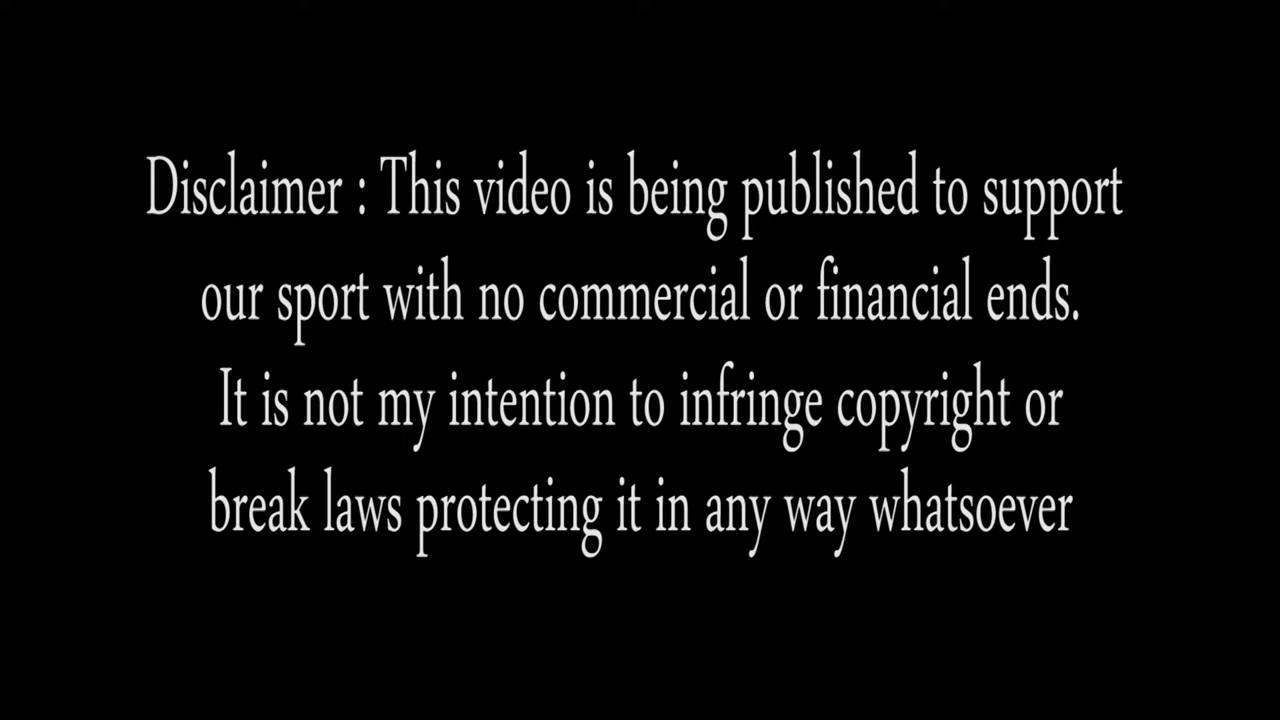 Disclaimer : This video is being published to support
our sport with no commercial or financial ends.
It is not my intention to infringe copyright or
break laws protecting it in any way whatsoever